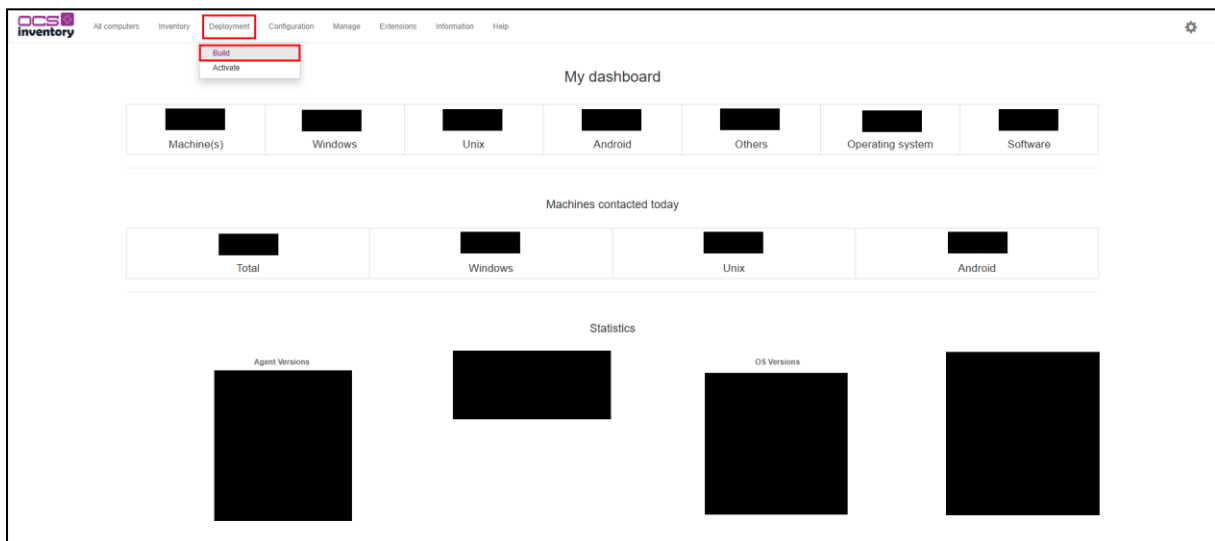 OCS inventory
All computers Inventory Deployment Configuration Manage Extensions Information Help
Build
Activate
My dashboard
Machine(s) Windows Unix Android Others Operating system Software
Machines contacted today
Total Windows Unix Android
Statistics
Agent Versions OS Versions